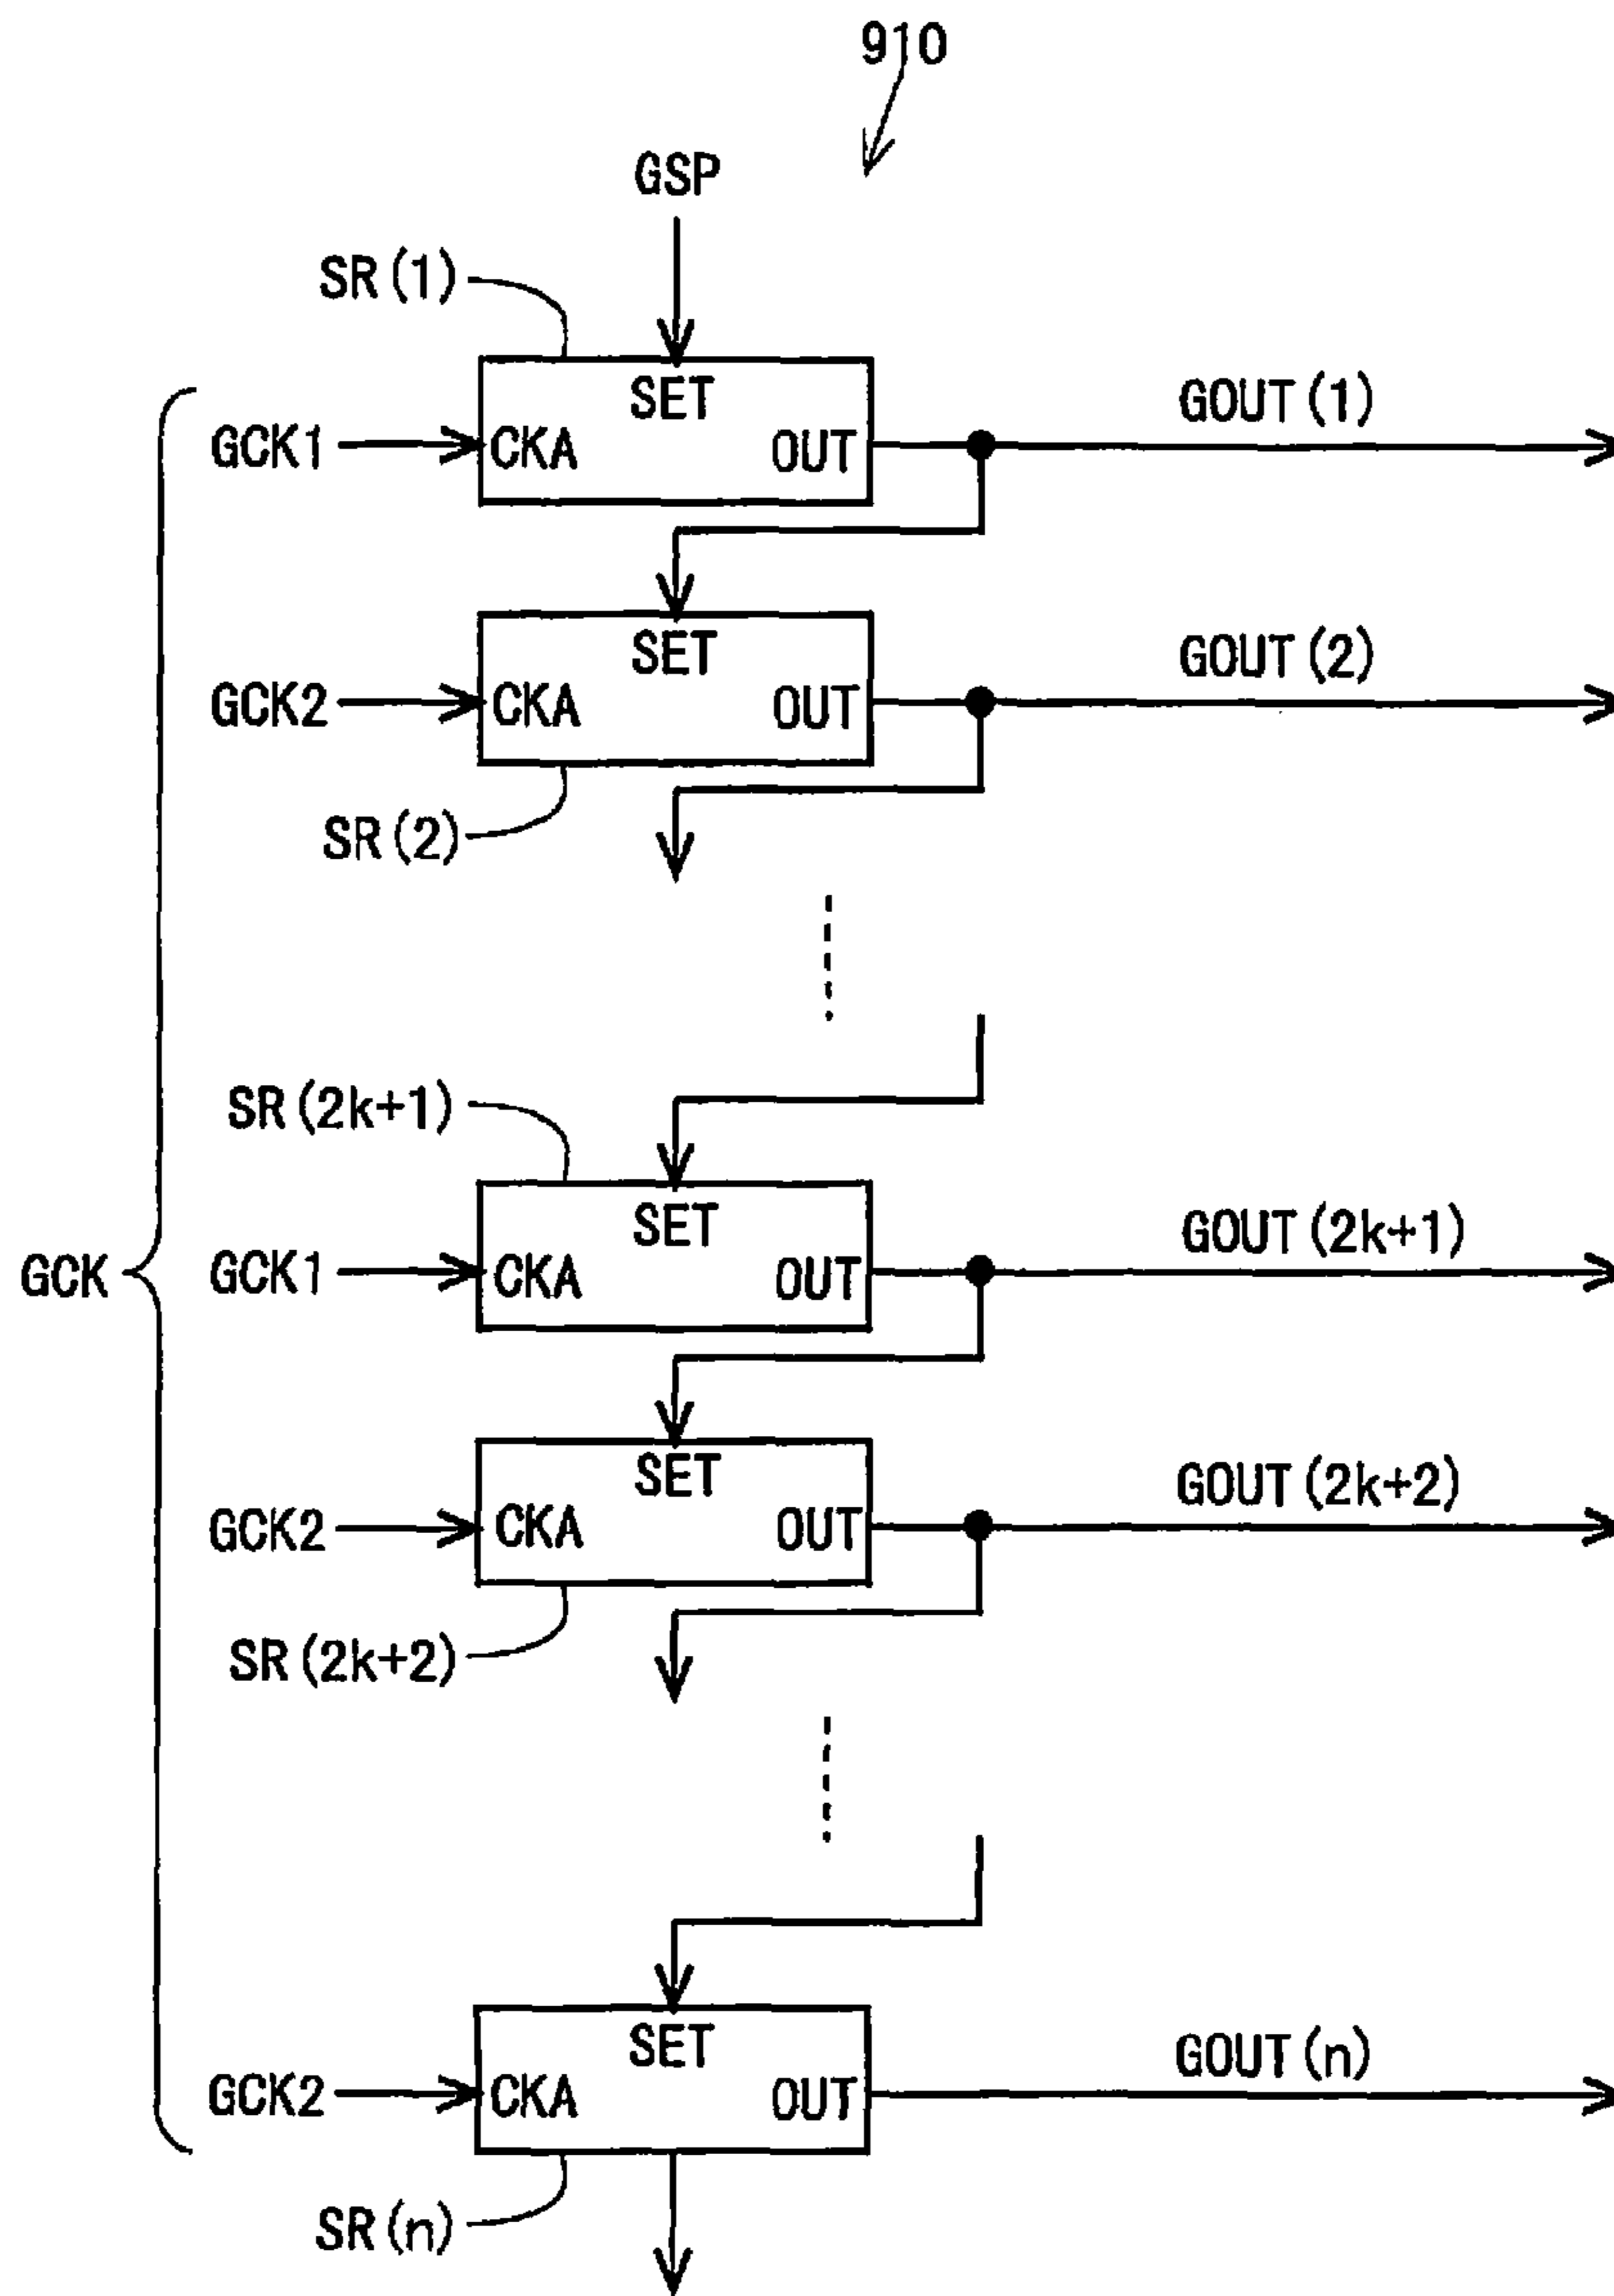 910
GSP
SR(1)
SET
GOUT(1)
GCK1
CKA
OUT
SET
GOUT(2)
GCK2
CKA
OUT
SR(2)
SR(2k+1)
SET
GOUT(2k+1)
GCK
GCK1
CKA
OUT
SET
GOUT(2k+2)
GCK2
CKA
OUT
SR(2k+2)
SET
GOUT(n)
GCK2
CKA
OUT
SR(n)